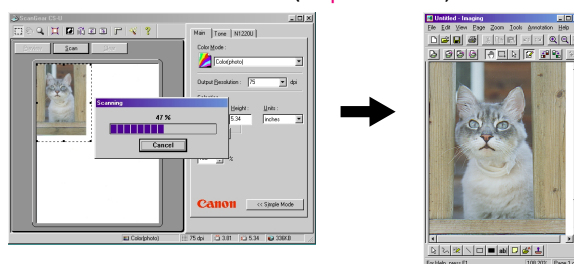 ScanGear CS-U
Main Tone N1220U
Color Mode :
Color(photo)
Preview Scan
Output Resolution : 75 dpi
Scanning
47 %
Height : Units :
5.34 inches
Cancel
%
Canon << Simple Mode
Color(photo) 75 dpi 3.81 5.34 336KB
Untitled - Imaging
File Edit View Page Zoom Tools Annotation Help
For Help, press F1